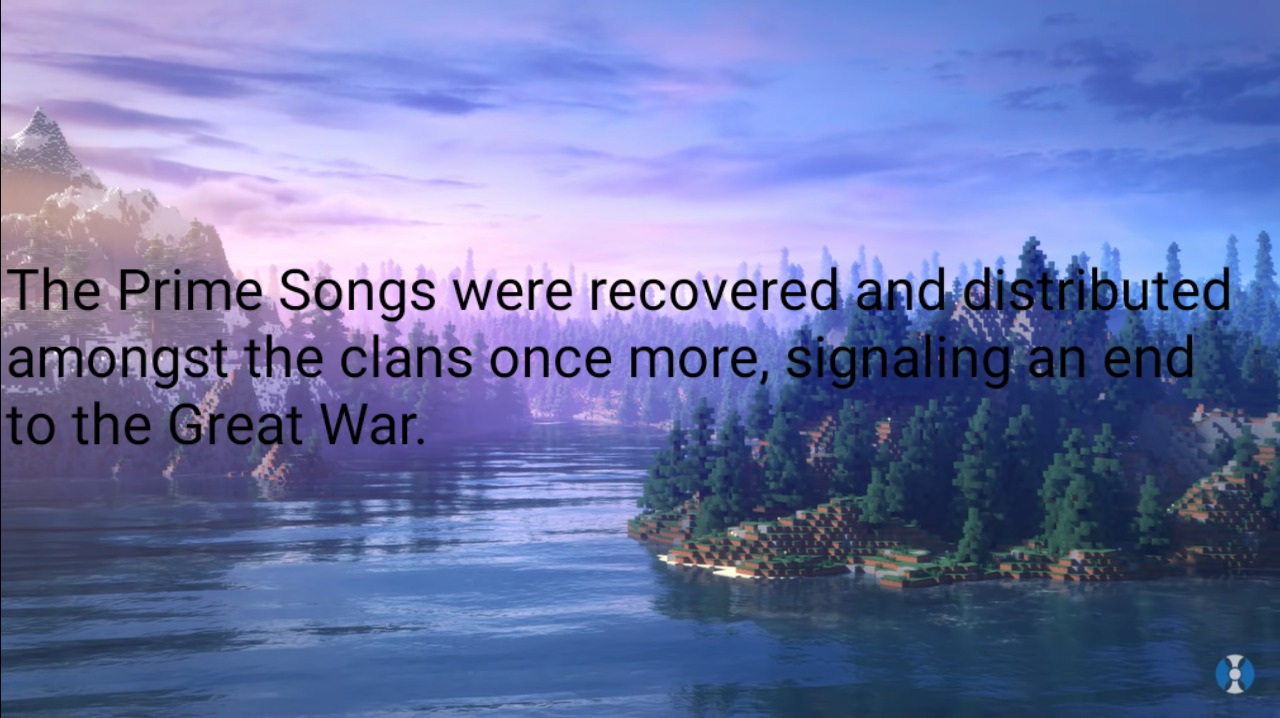 The Prime Songs were recovered and distributed
amongst the clans once more, signaling an end
to the Great War.